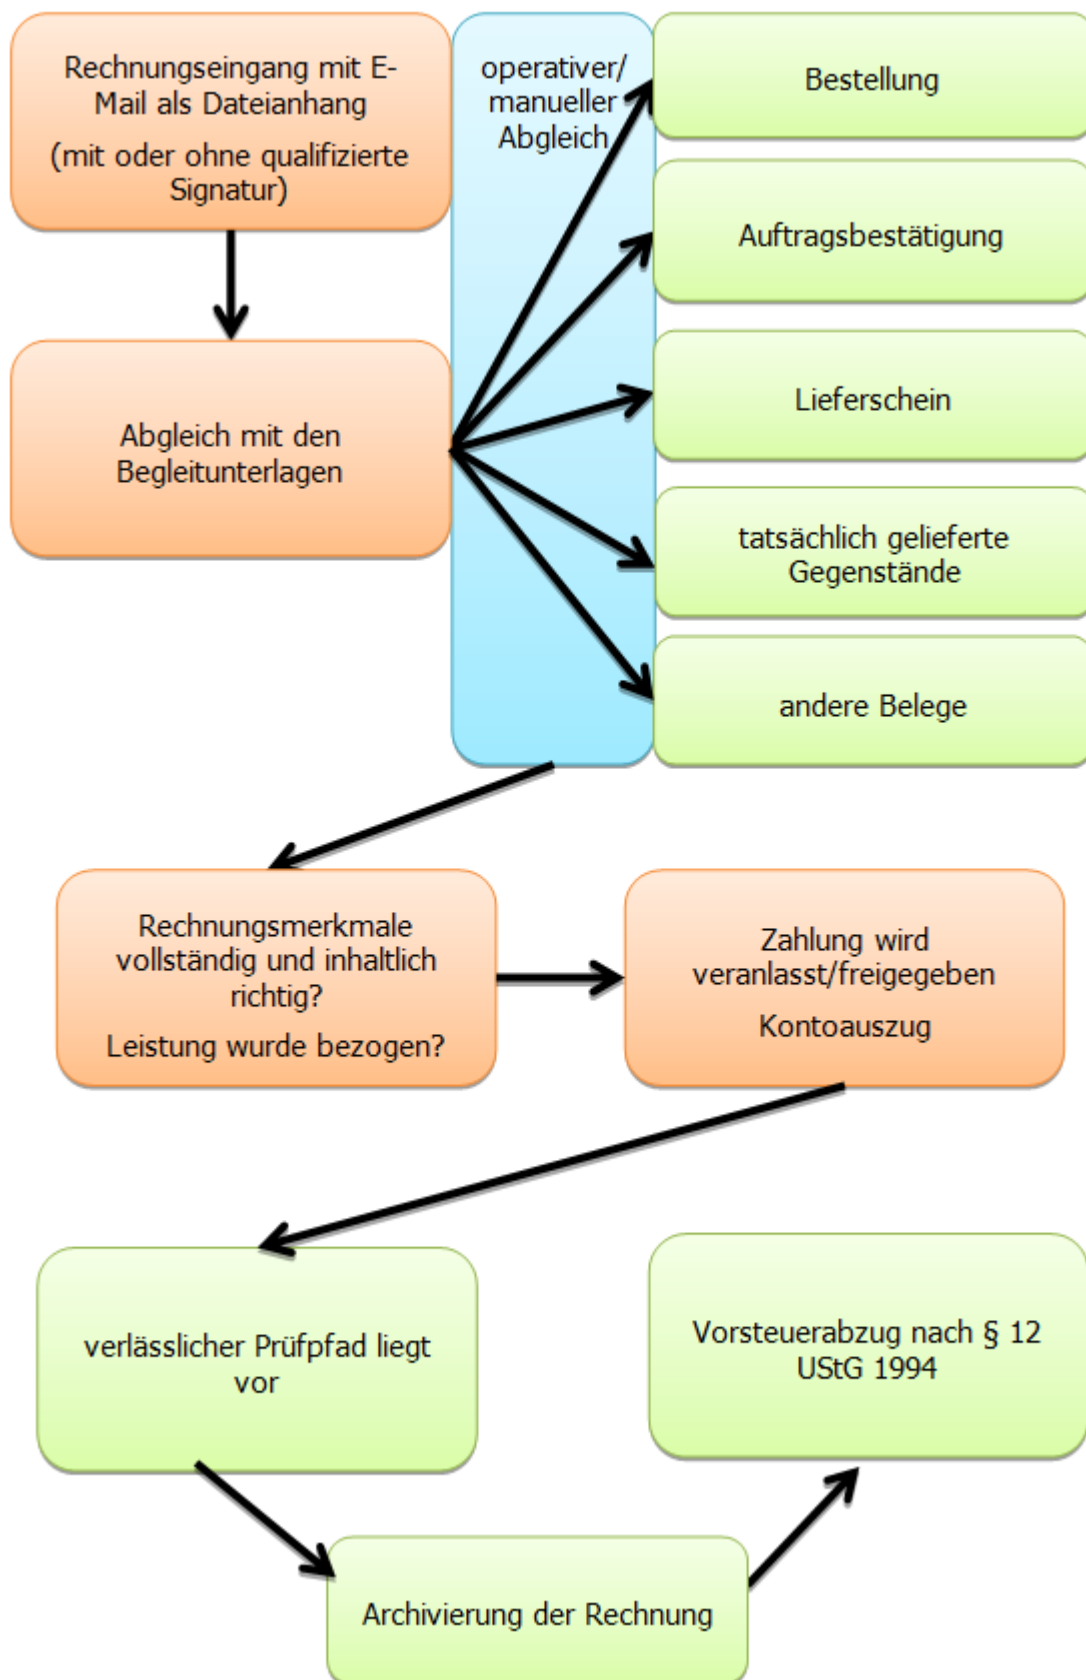 Rechnungseingang mit E-
Mail als Dateianhang
(mit oder ohne qualifizierte
Signatur)
operativer/
manueller
Abgleich
Bestellung
Auftragsbestätigung
Abgleich mit den
Begleitunterlagen
Lieferschein
tatsächlich gelieferte
Gegenstände
andere Belege
Rechnungsmerkmale
vollständig und inhaltlich
richtig?
Leistung wurde bezogen?
Zahlung wird
veranlasst/freigegeben
Kontoauszug
verlässlicher Prüfpfad liegt
vor
Vorsteuerabzug nach § 12
UStG 1994
Archivierung der Rechnung